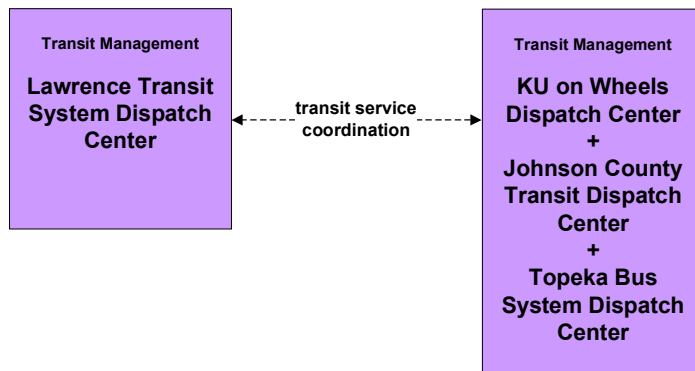 Transit Management
Lawrence Transit
System Dispatch
Center
transit service
coordination
Transit Management
KU on Wheels
Dispatch Center
+
Johnson County
Transit Dispatch
Center
+
Topeka Bus
System Dispatch
Center